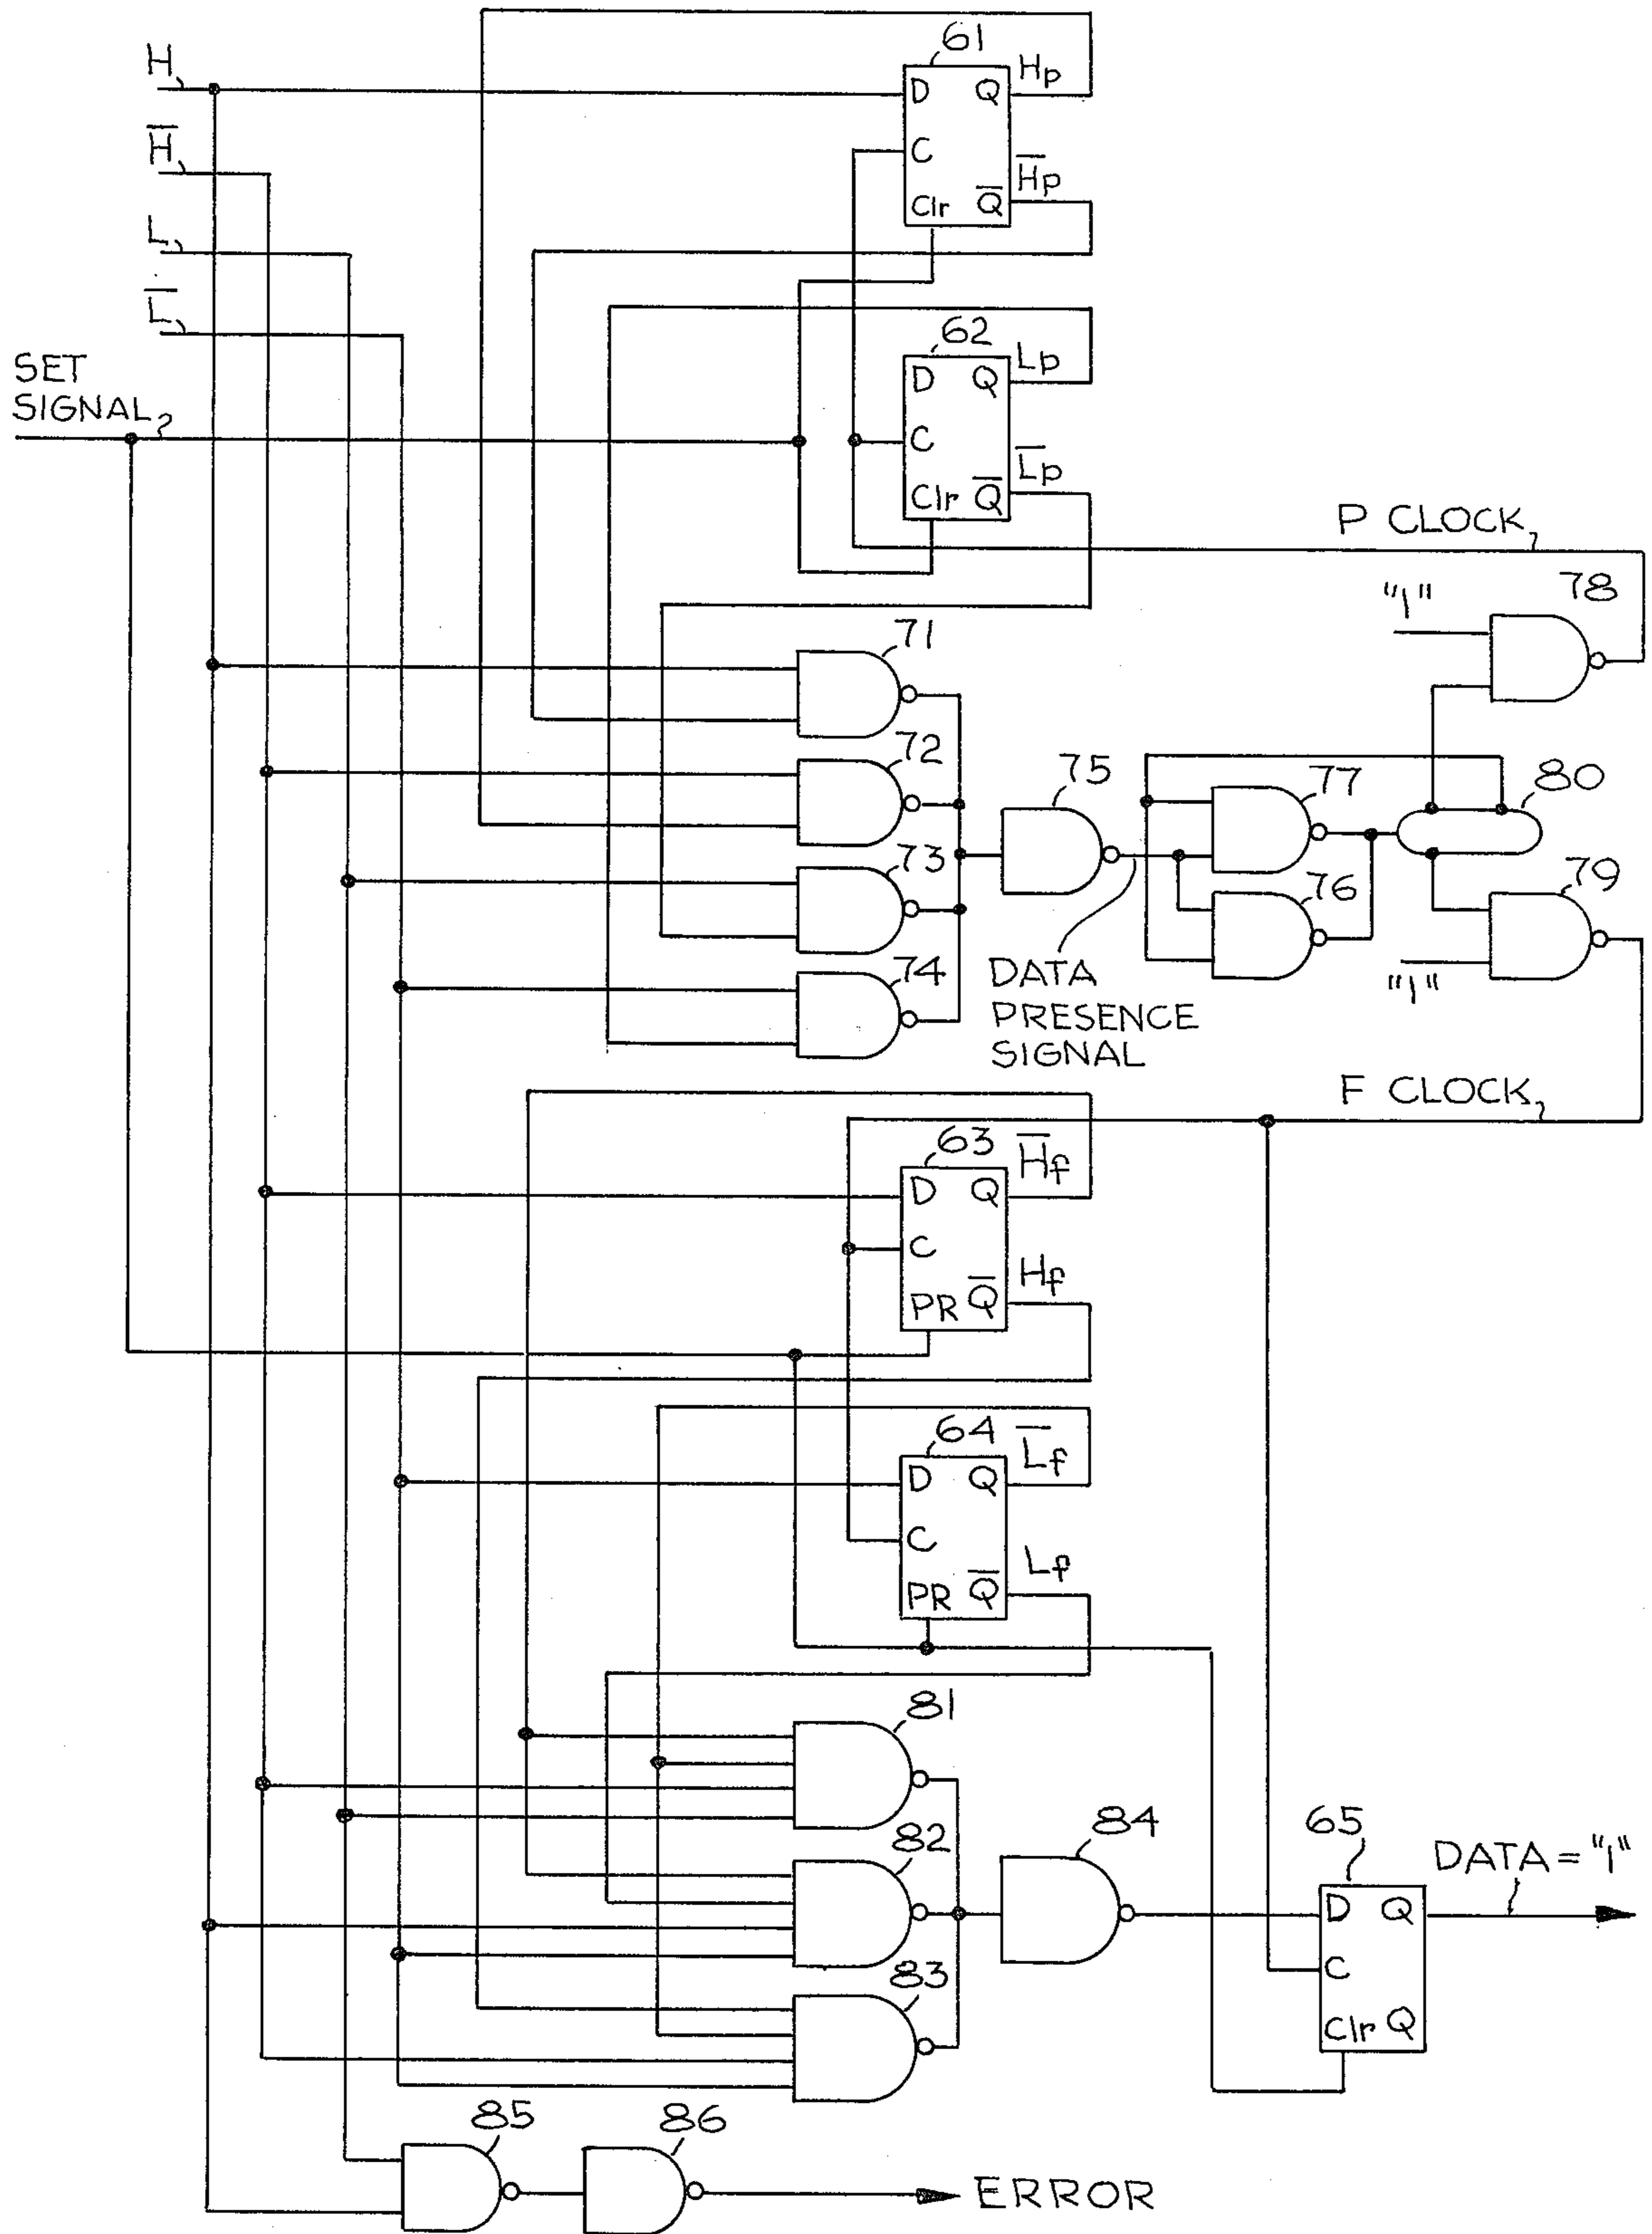 61
H
D Q Hp
H̅
C
H̅p
Clr Q̅
L
L̅
62
Lp
SET
SIGNAL
D Q
C
L̅p
Clr Q̅
P CLOCK
78
"1"
71
72
75
77
80
73
76
79
74
DATA
PRESENCE
SIGNAL
"1"
F CLOCK
63
H̅f
D Q
C
Hf
PR Q̅
64
L̅f
D Q
C
Lf
PR Q̅
81
82
84
65
DATA = "1"
D Q
C
83
Clr Q
85
86
ERROR